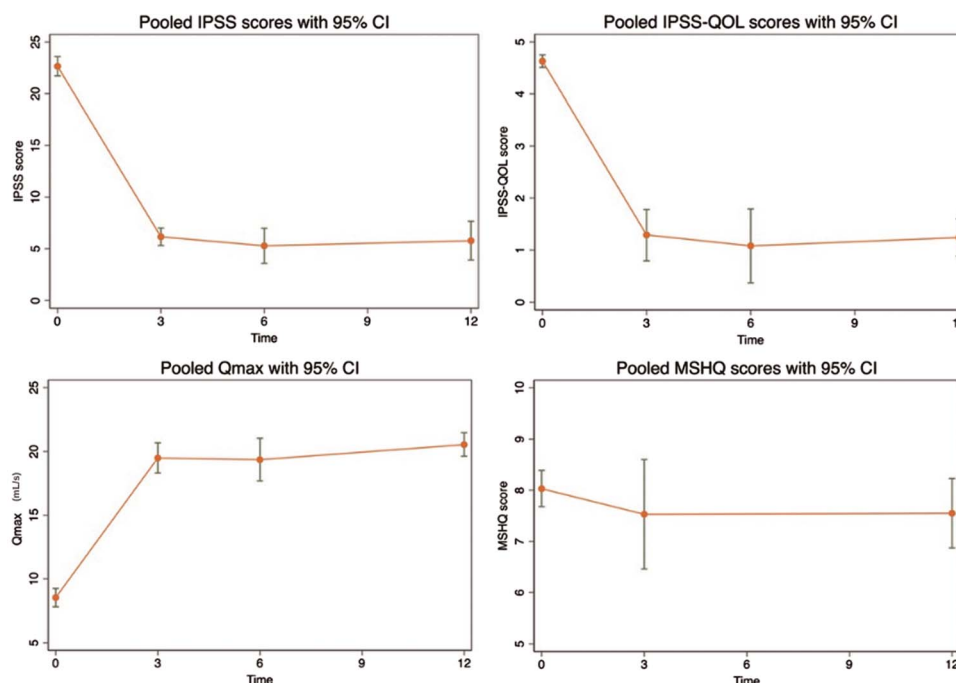 Pooled IPSS scores with 95% CI
IPSS score
25
20
15
10
5
0
0 3 6 9 12
Time
Pooled IPSS-QOL scores with 95% CI
IPSS-QOL score
5
4
3
2
1
0
0 3 6 9 1
Time
Pooled Qmax with 95% CI
Qmax (mL/s)
25
20
15
10
5
0 3 6 9 12
Time
Pooled MSHQ scores with 95% CI
MSHQ score
10
9
8
7
6
5
0 3 6 9 12
Time